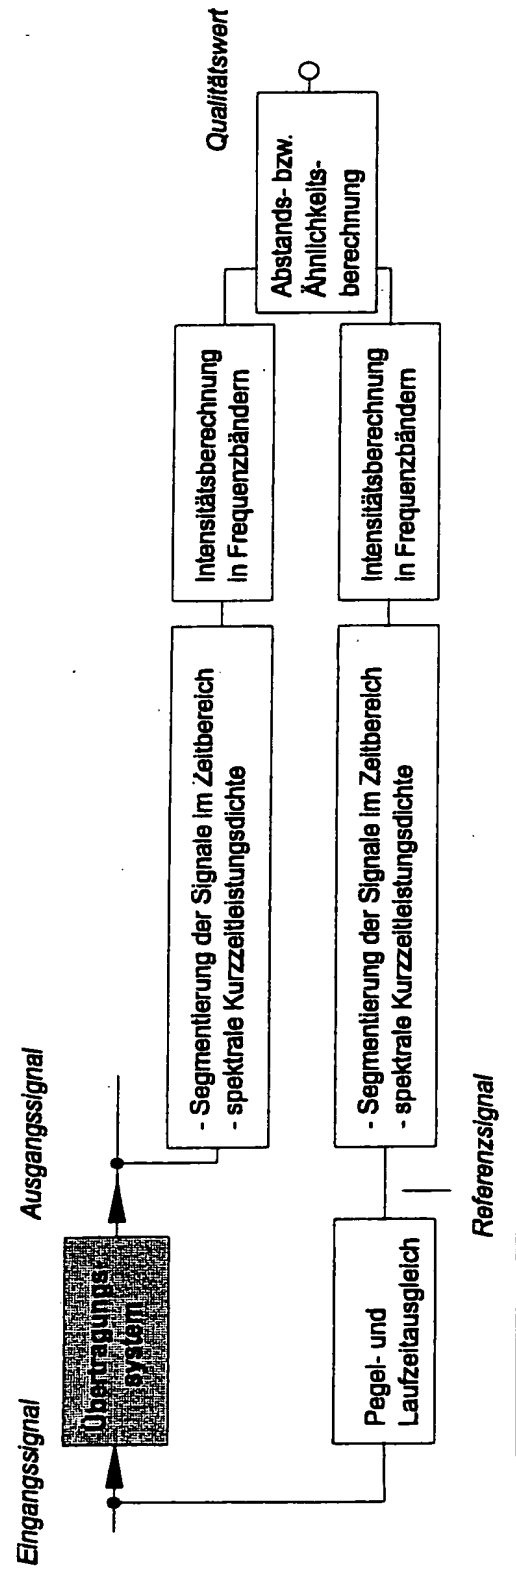 Eingangssignal
Übertragungs-
system
Ausgangssignal
- Segmentierung der Signale im Zeitbereich
- spektrale Kurzzeitleistungsdichte
Intensitätsberechnung
in Frequenzbändern
Qualitätswert
Abstands- bzw.
Ähnlichkeits-
berechnung
Pegel- und
Laufzeitausgleich
Referenzsignal
- Segmentierung der Signale im Zeitbereich
- spektrale Kurzzeitleistungsdichte
Intensitätsberechnung
in Frequenzbändern